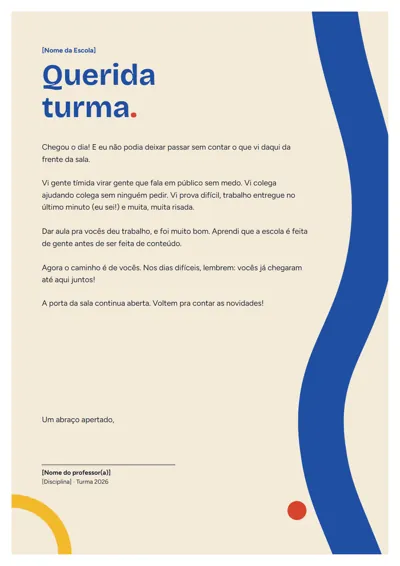 [Nome da Escola]
Querida
turma.
Chegou o dia! E eu não podia deixar passar sem contar o que vi daqui da
frente da sala.
Vi gente tímida virar gente que fala em público sem medo. Vi colega
ajudando colega sem ninguém pedir. Vi prova difícil, trabalho entregue no
último minuto (eu sei!) e muita, muita risada.
Dar aula pra vocês deu trabalho, e foi muito bom. Aprendi que a escola é feita
de gente antes de ser feita de conteúdo.
Agora o caminho é de vocês. Nos dias difíceis, lembrem: vocês já chegaram
até aqui juntos!
A porta da sala continua aberta. Voltem pra contar as novidades!
Um abraço apertado,
[Nome do professor(a)]
[Disciplina] · Turma 2026